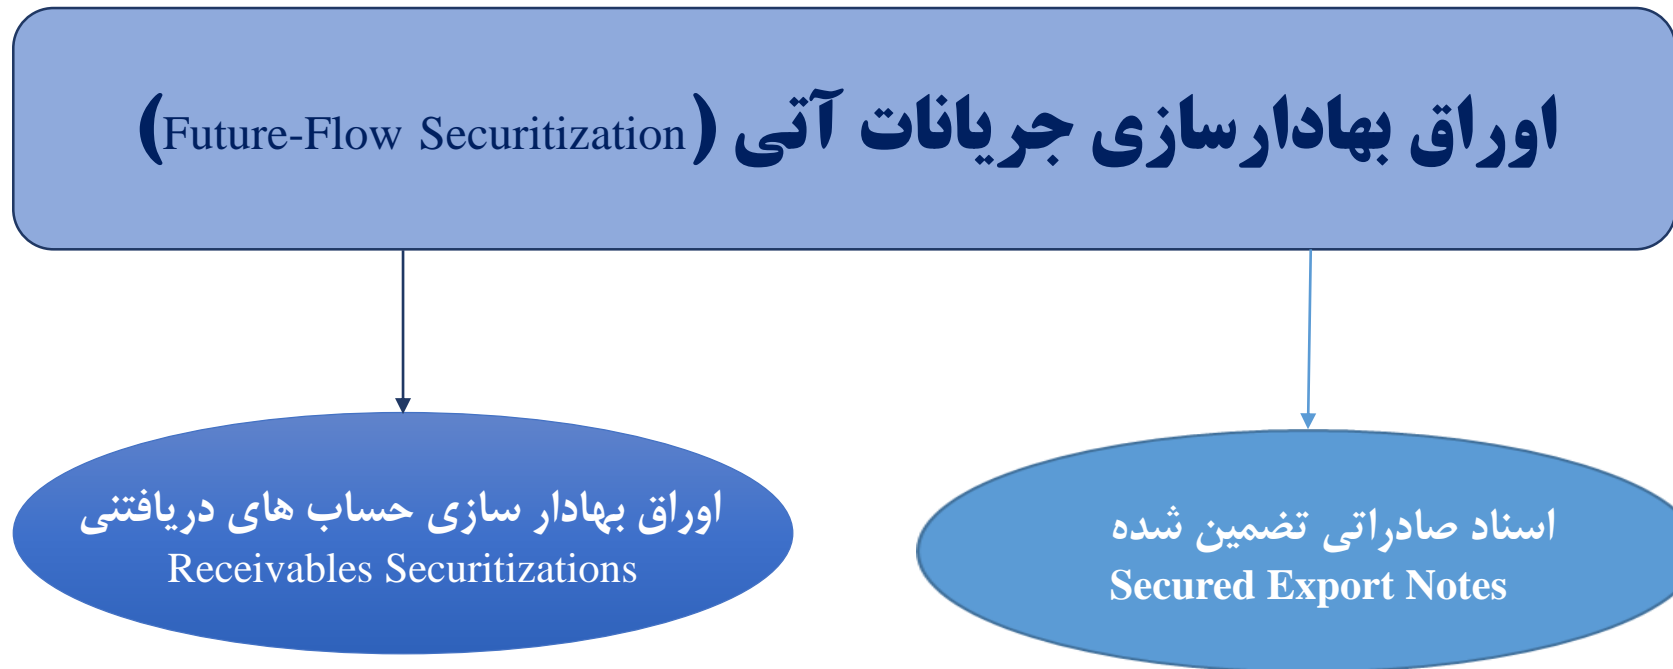 اوراق بهادارسازی جریانات آتی (Future-Flow Securitization)
اسناد صادراتی تضمین شده
Secured Export Notes
اوراق بهادار سازی حساب های دریافتنی
Receivables Securitizations